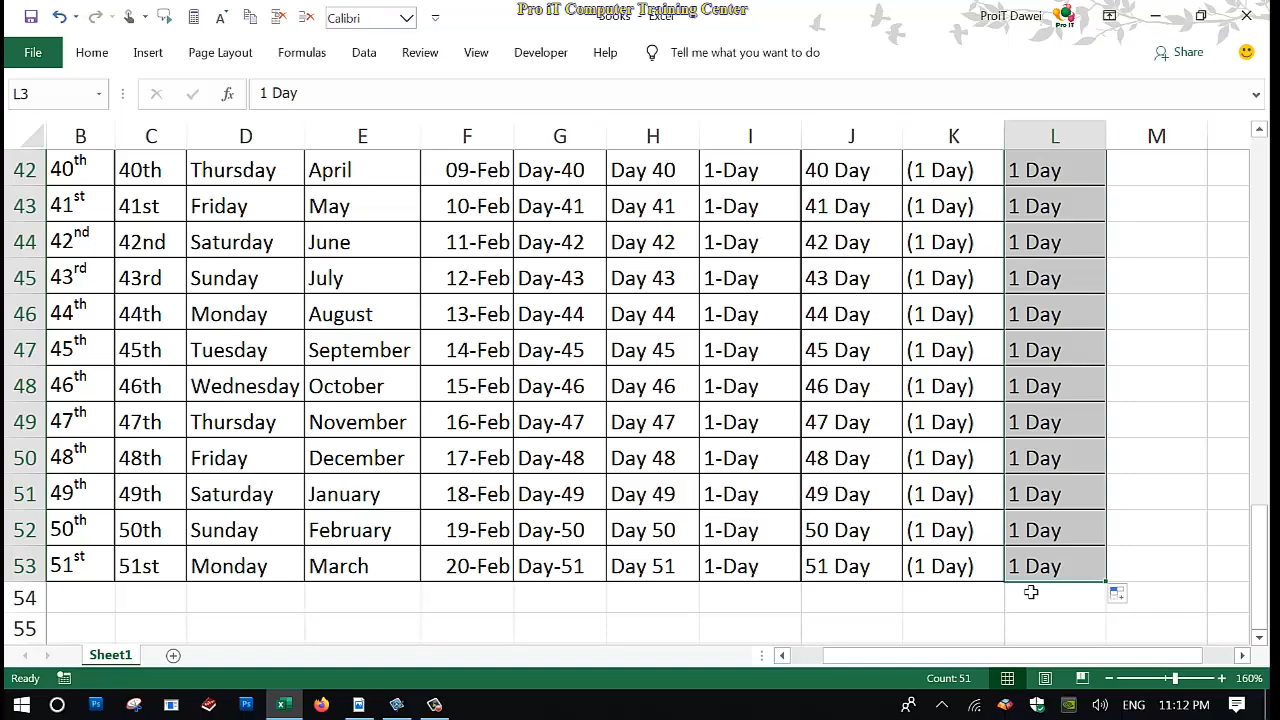 Pro iT Computer Training Center
Calibri
ProiT Dawei
Pro iT
File Home Insert Page Layout Formulas Data Review View Developer Help Tell me what you want to do Share
L3 fx 1 Day
B C D E F G H I J K L M
42 40th 40th Thursday April 09-Feb Day-40 Day 40 1-Day 40 Day (1 Day) 1 Day
43 41st 41st Friday May 10-Feb Day-41 Day 41 1-Day 41 Day (1 Day) 1 Day
44 42nd 42nd Saturday June 11-Feb Day-42 Day 42 1-Day 42 Day (1 Day) 1 Day
45 43rd 43rd Sunday July 12-Feb Day-43 Day 43 1-Day 43 Day (1 Day) 1 Day
46 44th 44th Monday August 13-Feb Day-44 Day 44 1-Day 44 Day (1 Day) 1 Day
47 45th 45th Tuesday September 14-Feb Day-45 Day 45 1-Day 45 Day (1 Day) 1 Day
48 46th 46th Wednesday October 15-Feb Day-46 Day 46 1-Day 46 Day (1 Day) 1 Day
49 47th 47th Thursday November 16-Feb Day-47 Day 47 1-Day 47 Day (1 Day) 1 Day
50 48th 48th Friday December 17-Feb Day-48 Day 48 1-Day 48 Day (1 Day) 1 Day
51 49th 49th Saturday January 18-Feb Day-49 Day 49 1-Day 49 Day (1 Day) 1 Day
52 50th 50th Sunday February 19-Feb Day-50 Day 50 1-Day 50 Day (1 Day) 1 Day
53 51st 51st Monday March 20-Feb Day-51 Day 51 1-Day 51 Day (1 Day) 1 Day
54
55
Sheet1
Ready Count: 51 160%
ENG 11:12 PM